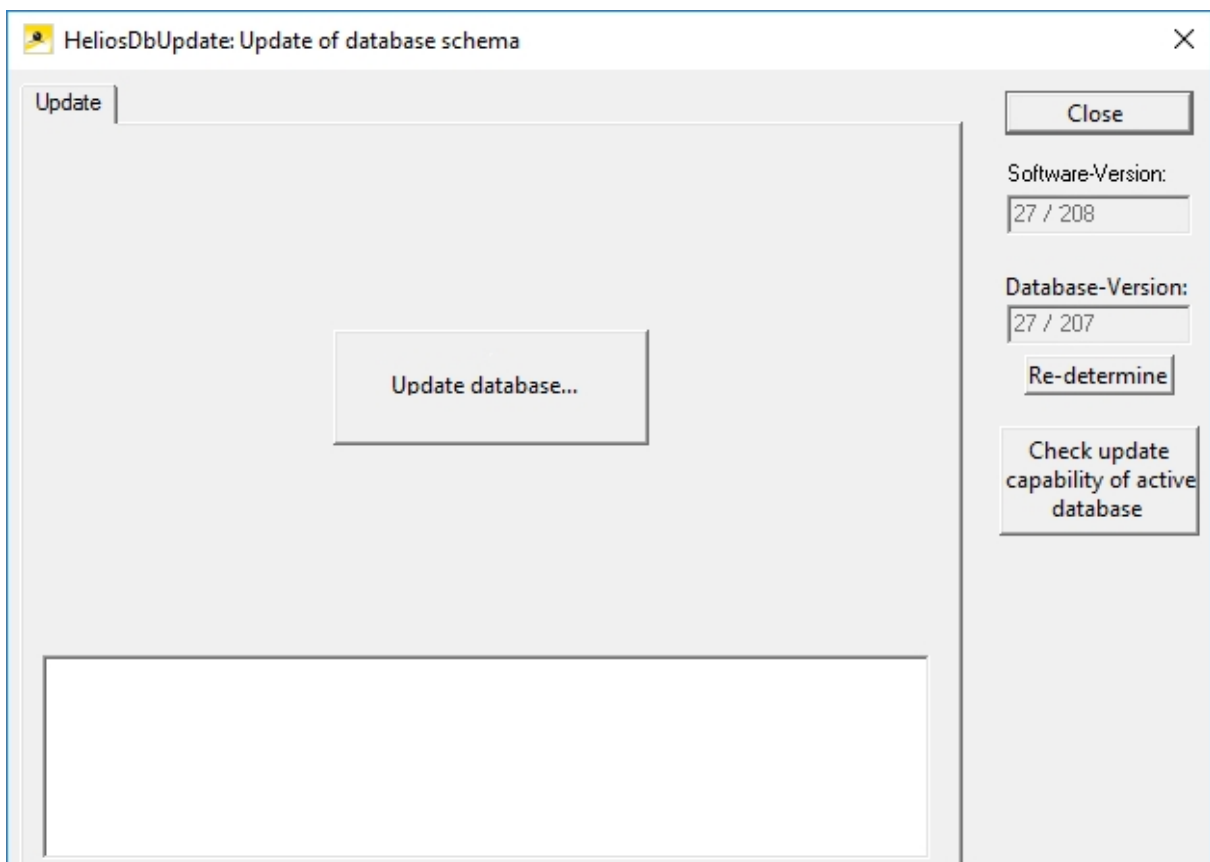 HeliosDbUpdate: Update of database schema
Update
Close
Software-Version:
27 / 208
Database-Version:
27 / 207
Re-determine
Update database...
Check update
capability of active
database